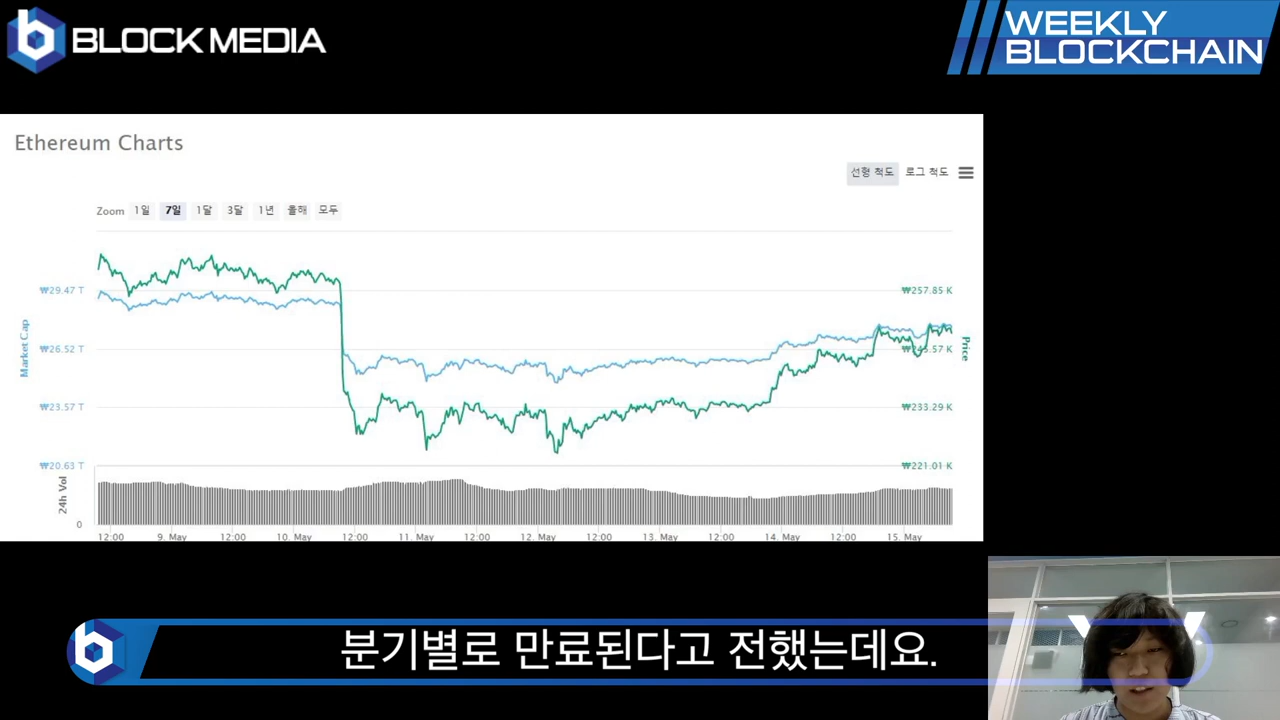 BLOCK MEDIA
WEEKLY
BLOCKCHAIN
Ethereum Charts
선형 척도 로그 척도
Zoom 1일 7일 1달 3달 1년 올해 모두
₩29.47 T ₩257.85 K
Market Cap
Price
₩26.52 T ₩245.57 K
₩23.57 T ₩233.29 K
₩20.63 T ₩221.01 K
24h Vol
0
12:00 9. May 12:00 10. May 12:00 11. May 12:00 12. May 12:00 13. May 12:00 14. May 12:00 15. May
분기별로 만료된다고 전했는데요.